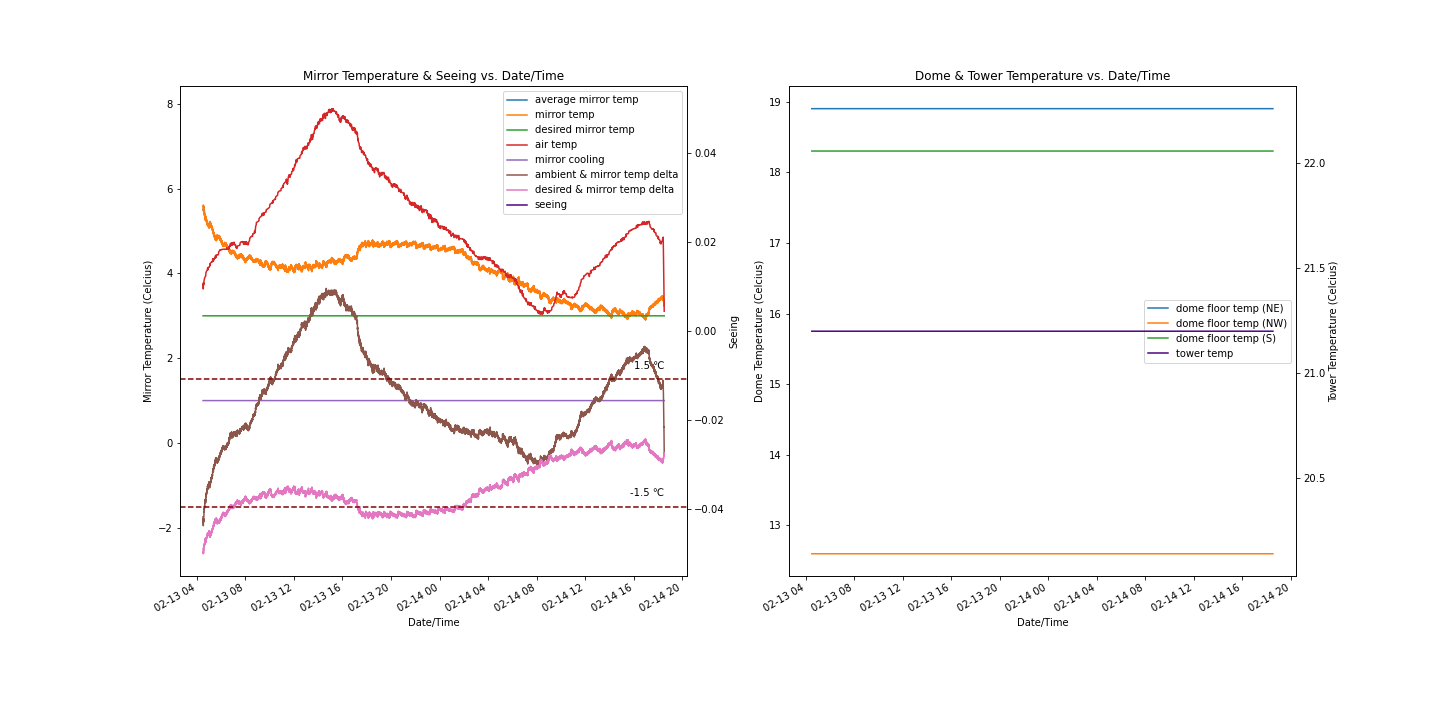 Mirror Temperature & Seeing vs. Date/Time
Mirror Temperature (Celcius)
8
6
4
2
0
−2
average mirror temp
mirror temp
desired mirror temp
air temp
mirror cooling
ambient & mirror temp delta
desired & mirror temp delta
seeing
1.5 °C
-1.5 °C
0.04
0.02
0.00
−0.02
−0.04
Seeing
02-13 04
02-13 08
02-13 12
02-13 16
02-13 20
02-14 00
02-14 04
02-14 08
02-14 12
02-14 16
02-14 20
Date/Time
Dome & Tower Temperature vs. Date/Time
Dome Temperature (Celcius)
19
18
17
16
15
14
13
dome floor temp (NE)
dome floor temp (NW)
dome floor temp (S)
tower temp
22.0
21.5
21.0
20.5
Tower Temperature (Celcius)
02-13 04
02-13 08
02-13 12
02-13 16
02-13 20
02-14 00
02-14 04
02-14 08
02-14 12
02-14 16
02-14 20
Date/Time